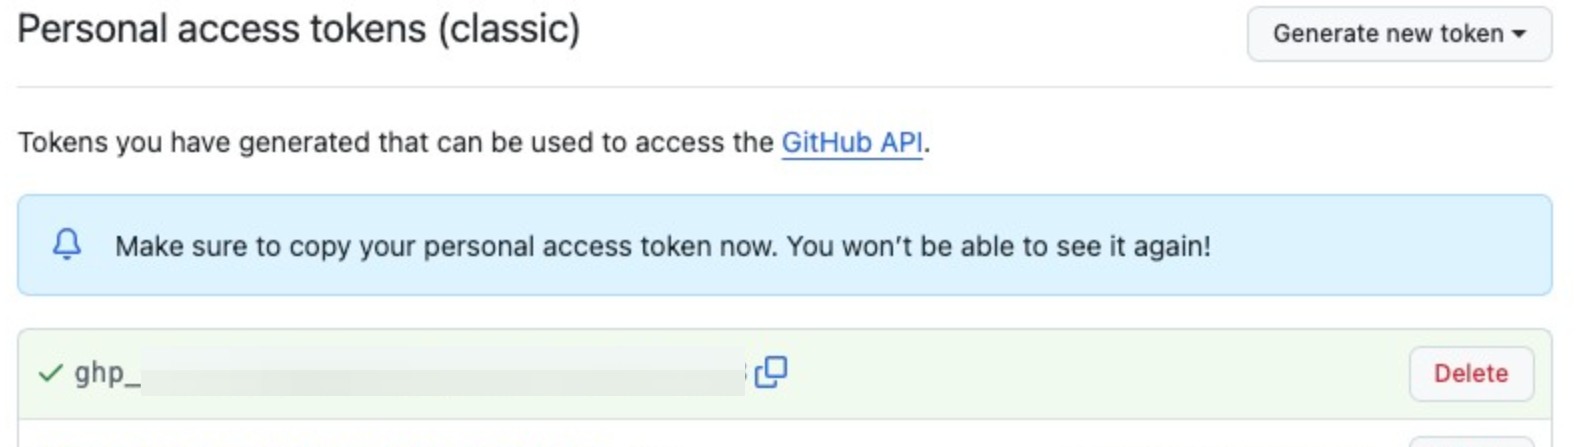 Personal access tokens (classic)
Generate new token
Tokens you have generated that can be used to access the GitHub API.
Make sure to copy your personal access token now. You won't be able to see it again!
ghp_
Delete